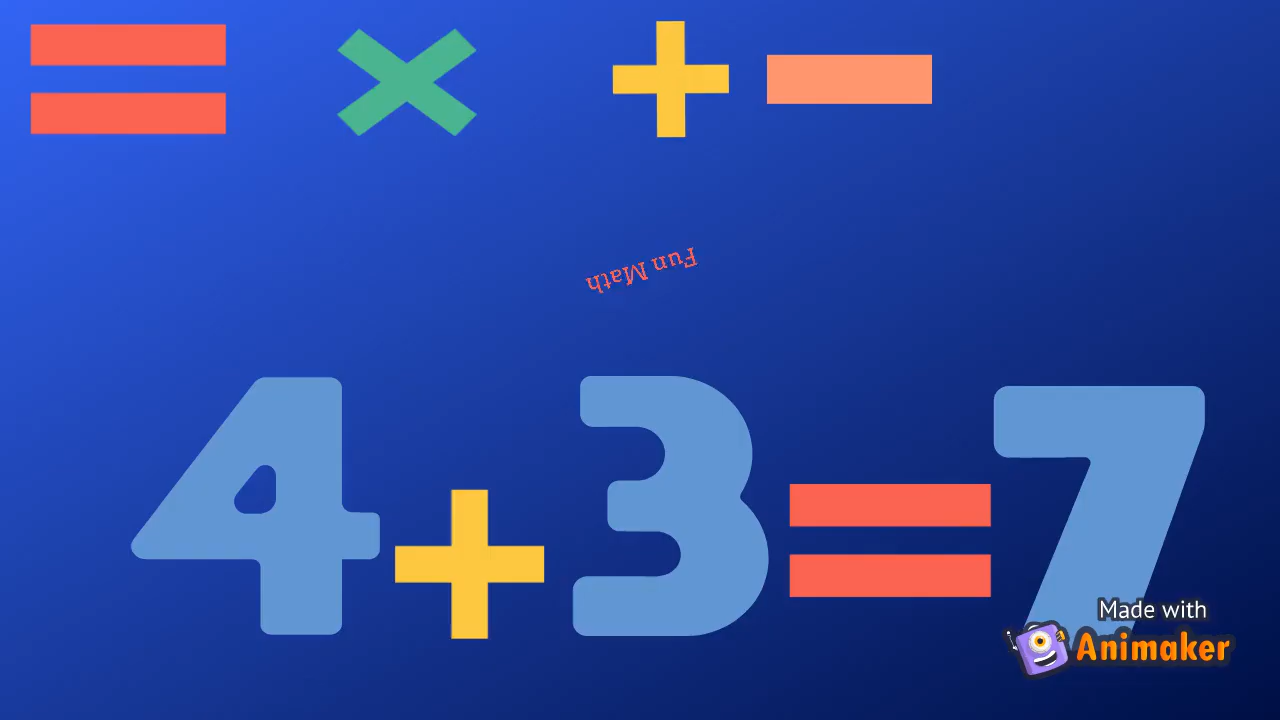 = × + −
Fun Math
4+3=7
Made with
Animaker